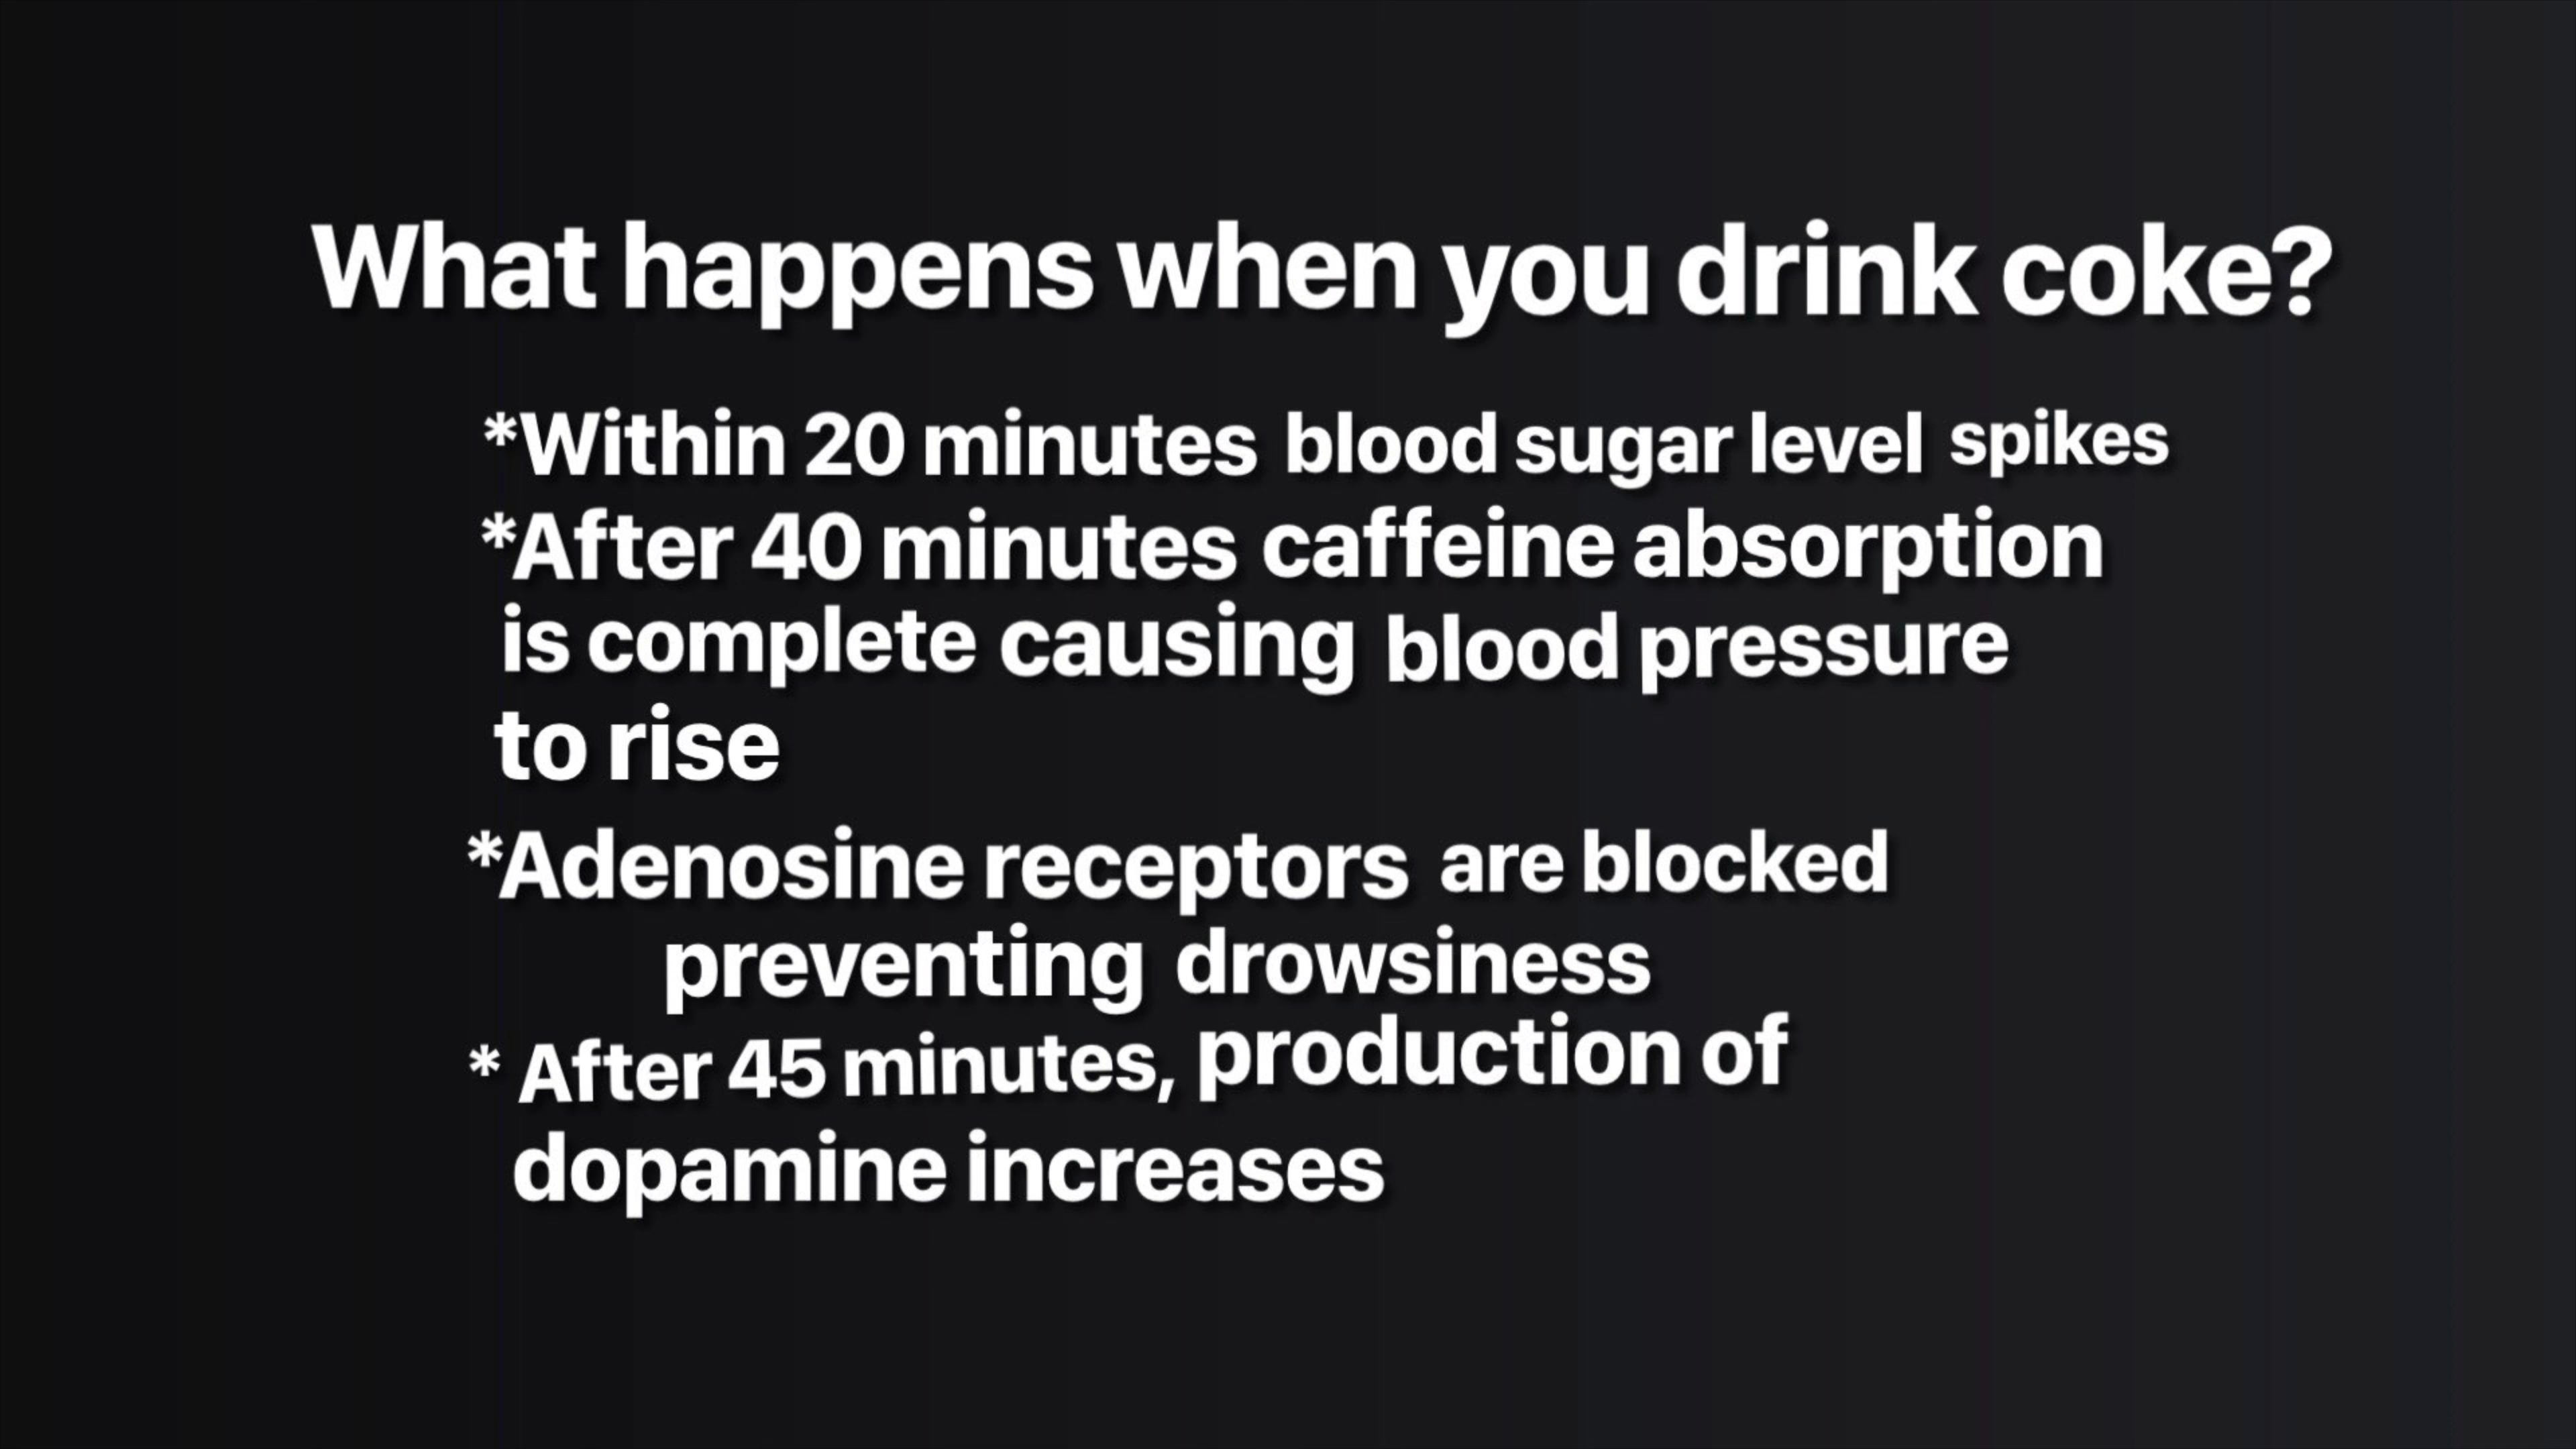 What happens when you drink coke?
*Within 20 minutes blood sugar level spikes
*After 40 minutes caffeine absorption
is complete causing blood pressure
to rise
*Adenosine receptors are blocked
preventing drowsiness
* After 45 minutes, production of
dopamine increases